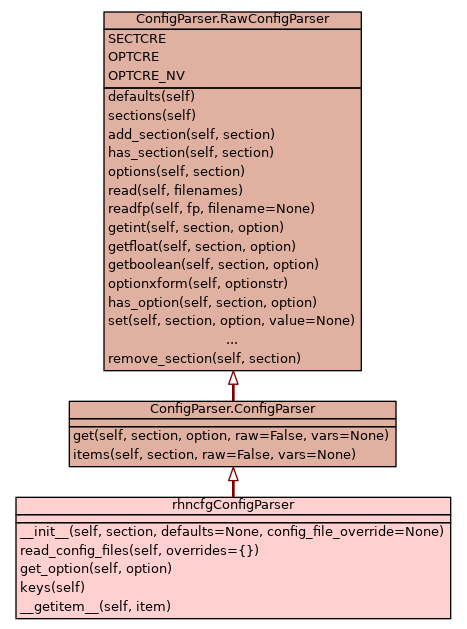 ConfigParser.RawConfigParser
SECTCRE
OPTCRE
OPTCRE_NV
defaults(self)
sections(self)
add_section(self, section)
has_section(self, section)
options(self, section)
read(self, filenames)
readfp(self, fp, filename=None)
getint(self, section, option)
getfloat(self, section, option)
getboolean(self, section, option)
optionxform(self, optionstr)
has_option(self, section, option)
set(self, section, option, value=None)
...
remove_section(self, section)
ConfigParser.ConfigParser
get(self, section, option, raw=False, vars=None)
items(self, section, raw=False, vars=None)
rhncfgConfigParser
__init__(self, section, defaults=None, config_file_override=None)
read_config_files(self, overrides={})
get_option(self, option)
keys(self)
__getitem__(self, item)